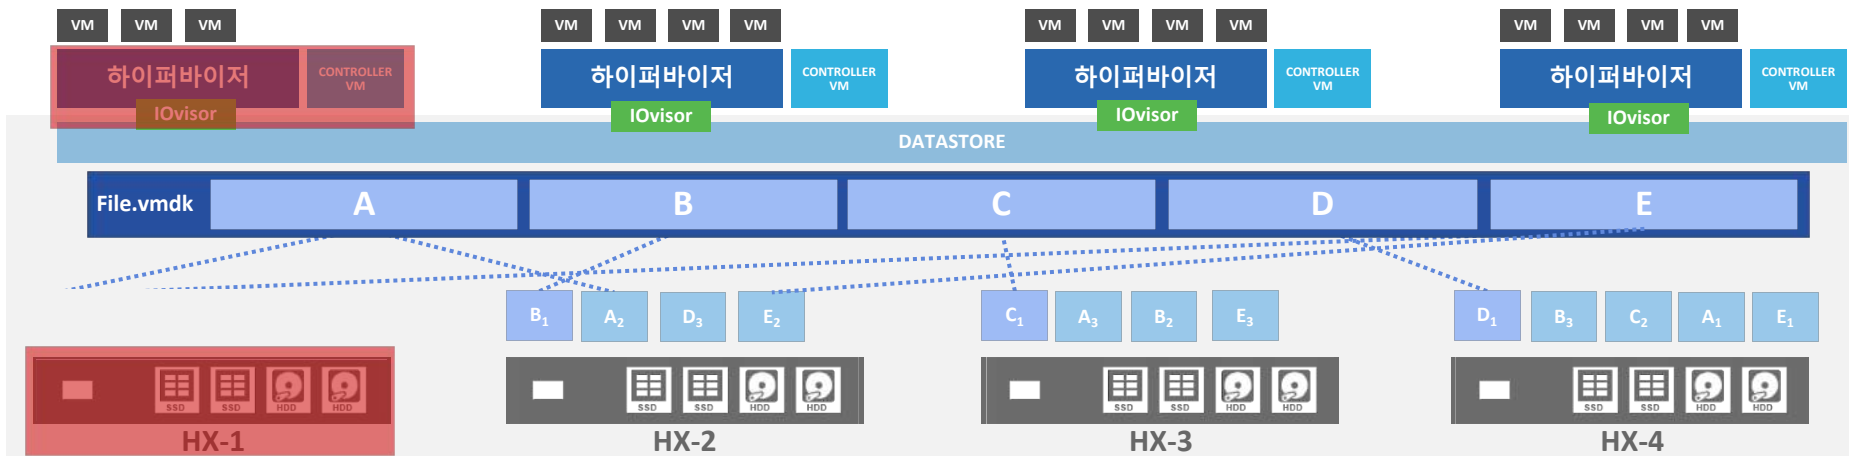 VM VM VM VM VM VM VM VM VM VM VM VM VM VM VM
하이퍼바이저 CONTROLLER VM 하이퍼바이저 CONTROLLER VM 하이퍼바이저 CONTROLLER VM 하이퍼바이저 CONTROLLER VM
IOvisor IOvisor IOvisor IOvisor
DATASTORE
File.vmdk A B C D E
B₁ A₂ D₃ E₂ C₁ A₃ B₂ E₃ D₁ B₃ C₂ A₁ E₁
SSD SSD HDD HDD SSD SSD HDD HDD SSD SSD HDD HDD SSD SSD HDD HDD
HX-1 HX-2 HX-3 HX-4